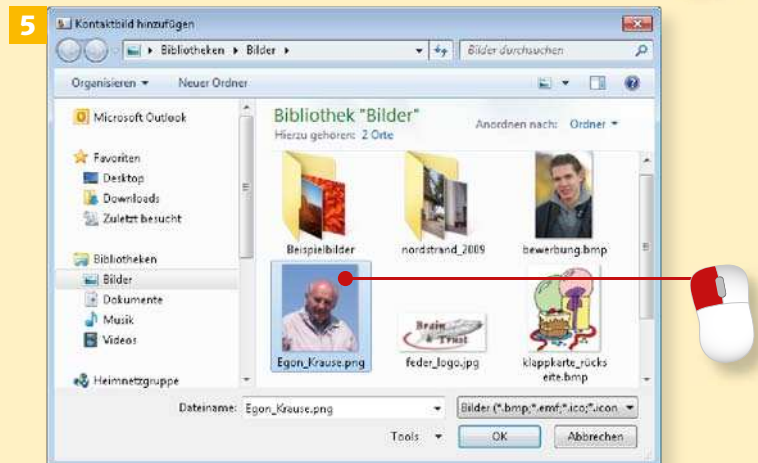 5
Kontaktbild hinzufügen
Bibliotheken Bilder
Bilder durchsuchen
Organisieren Neuer Ordner
Microsoft Outlook
Favoriten
Desktop
Downloads
Zuletzt besucht
Bibliotheken
Bilder
Dokumente
Musik
Videos
Heimnetzgruppe
Bibliothek "Bilder"
Hierzu gehören: 2 Orte
Anordnen nach: Ordner
Beispielbilder
nordstrand_2009
bewerbung.bmp
Brain
& Trust
Egon_Krause.png
feder_logo.jpg
klappkarte_rücks
eite.bmp
Dateiname: Egon_Krause.png
Bilder (*.bmp;*.emf;*.ico;*.icon
Tools OK Abbrechen